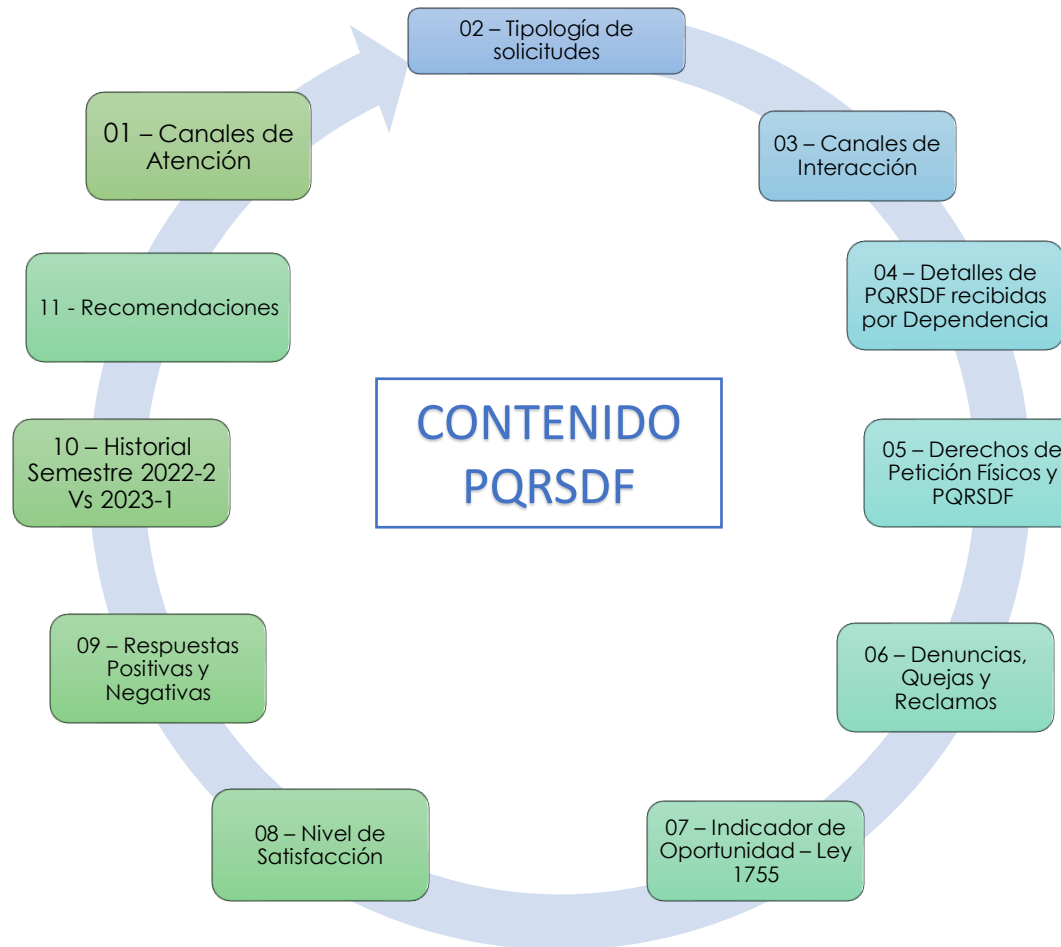 02 – Tipología de
solicitudes
01 – Canales de
Atención
03 – Canales de
Interacción
04 – Detalles de
PQRSDF recibidas
por Dependencia
05 – Derechos de
Petición Físicos y
PQRSDF
06 – Denuncias,
Quejas y
Reclamos
07 – Indicador de
Oportunidad – Ley
1755
08 – Nivel de
Satisfacción
09 – Respuestas
Positivas y
Negativas
10 – Historial
Semestre 2022-2
Vs 2023-1
11 - Recomendaciones
CONTENIDO
PQRSDF